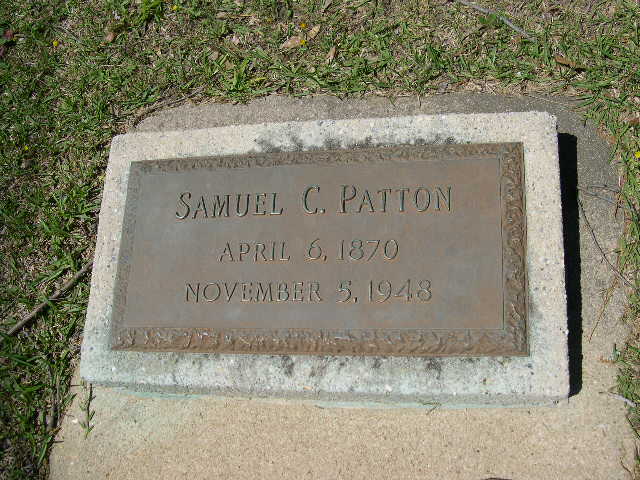 SAMUEL C. PATTON
APRIL 6, 1870
NOVEMBER 5, 1948